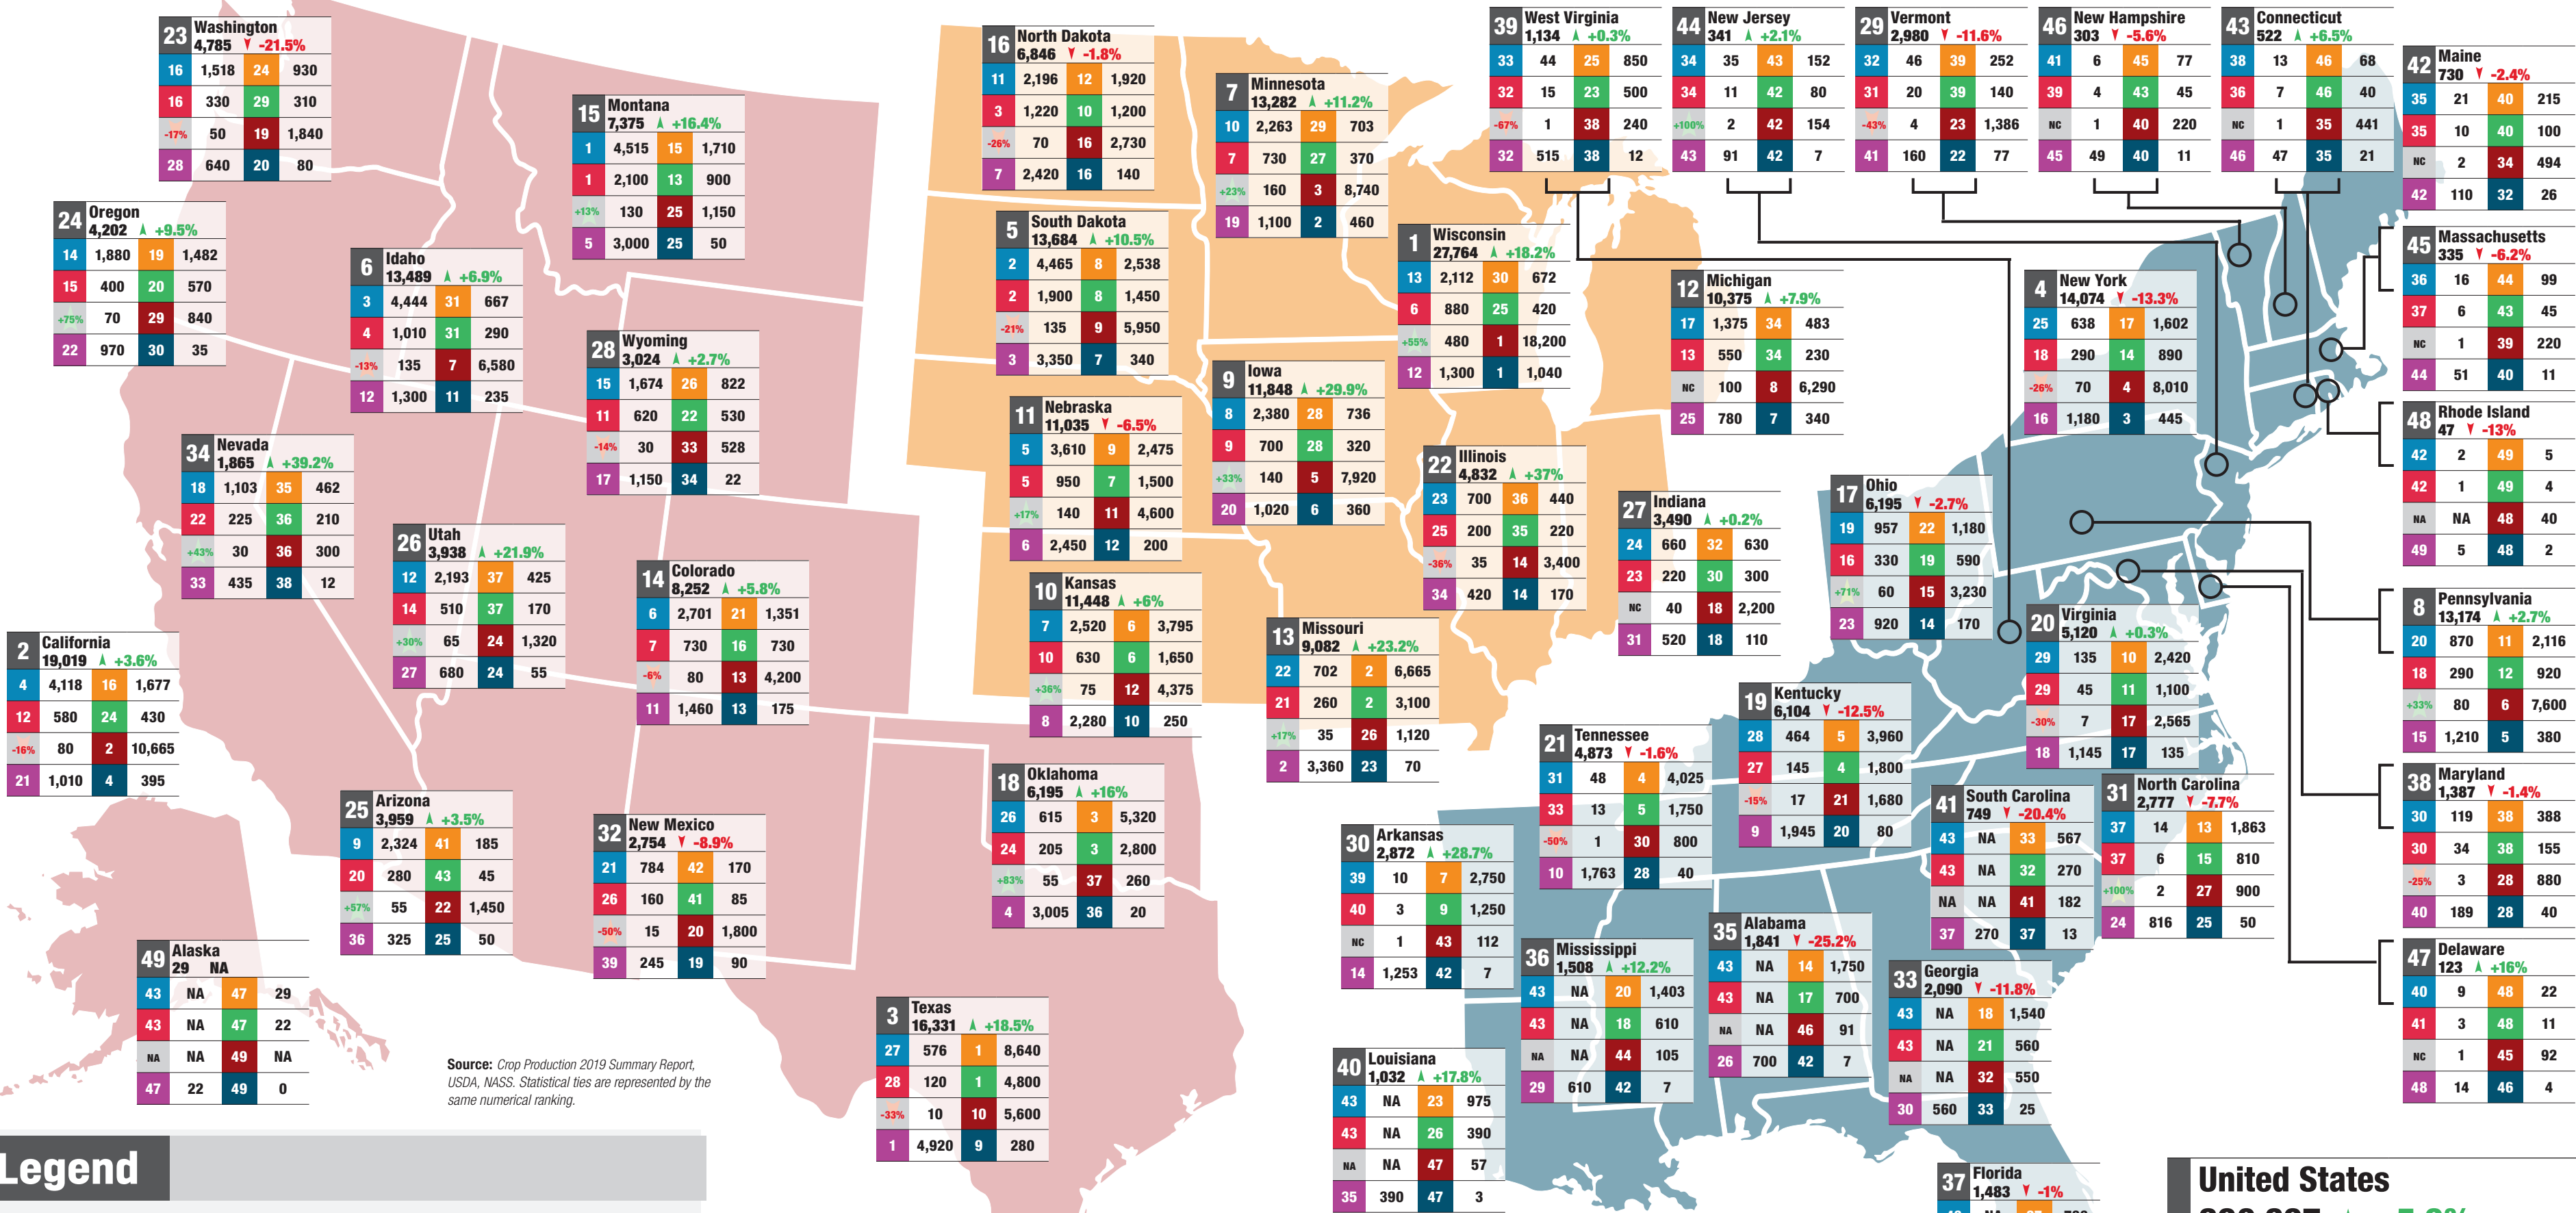 23 Washington
4,785 -21.5%
16 1,518 24 930
16 330 29 310
-17% 50 19 1,840
28 640 20 80
24 Oregon
4,202 +9.5%
14 1,880 19 1,482
15 400 20 570
+75% 70 29 840
22 970 30 35
6 Idaho
13,489 +6.9%
3 4,444 31 667
4 1,010 31 290
-13% 135 7 6,580
12 1,300 11 235
15 Montana
7,375 +16.4%
1 4,515 15 1,710
1 2,100 13 900
+13% 130 25 1,150
5 3,000 25 50
28 Wyoming
3,024 +2.7%
15 1,674 26 822
11 620 22 530
-14% 30 33 528
17 1,150 34 22
34 Nevada
1,865 +39.2%
18 1,103 35 462
22 225 36 210
+43% 30 36 300
33 435 38 12
26 Utah
3,938 +21.9%
12 2,193 37 425
14 510 37 170
+30% 65 24 1,320
27 680 24 55
14 Colorado
8,252 +5.8%
6 2,701 21 1,351
7 730 16 730
-6% 80 13 4,200
11 1,460 13 175
2 California
19,019 +3.6%
4 4,118 16 1,677
12 580 24 430
-16% 80 2 10,665
21 1,010 4 395
25 Arizona
3,959 +3.5%
9 2,324 41 185
20 280 43 45
+57% 55 22 1,450
36 325 25 50
32 New Mexico
2,754 -8.9%
21 784 42 170
26 160 41 85
-50% 15 20 1,800
39 245 19 90
49 Alaska
29 NA
43 NA 47 29
43 NA 47 22
NA NA 49 NA
47 22 49 0
Source: Crop Production 2019 Summary Report,
USDA, NASS. Statistical ties are represented by the
same numerical ranking.
Legend
16 North Dakota
6,846 -1.8%
11 2,196 12 1,920
3 1,220 10 1,200
-26% 70 16 2,730
7 2,420 16 140
7 Minnesota
13,282 +11.2%
10 2,263 29 703
7 730 27 370
+23% 160 3 8,740
19 1,100 2 460
5 South Dakota
13,684 +10.5%
2 4,465 8 2,538
2 1,900 8 1,450
-21% 135 9 5,950
3 3,350 7 340
1 Wisconsin
27,764 +18.2%
13 2,112 30 672
6 880 25 420
+55% 480 1 18,200
12 1,300 1 1,040
12 Michigan
10,375 +7.9%
17 1,375 34 483
13 550 34 230
NC 100 8 6,290
25 780 7 340
9 Iowa
11,848 +29.9%
8 2,380 28 736
9 700 28 320
+33% 140 5 7,920
20 1,020 6 360
11 Nebraska
11,035 -6.5%
5 3,610 9 2,475
5 950 7 1,500
+17% 140 11 4,600
6 2,450 12 200
22 Illinois
4,832 +37%
23 700 36 440
25 200 35 220
-36% 35 14 3,400
34 420 14 170
27 Indiana
3,490 +0.2%
24 660 32 630
23 220 30 300
NC 40 18 2,200
31 520 18 110
17 Ohio
6,195 -2.7%
19 957 22 1,180
16 330 19 590
+71% 60 15 3,230
23 920 14 170
10 Kansas
11,448 +6%
7 2,520 6 3,795
10 630 6 1,650
+36% 75 12 4,375
8 2,280 10 250
13 Missouri
9,082 +23.2%
22 702 2 6,665
21 260 2 3,100
+17% 35 26 1,120
2 3,360 23 70
18 Oklahoma
6,195 +16%
26 615 3 5,320
24 205 3 2,800
+83% 55 37 260
4 3,005 36 20
3 Texas
16,331 +18.5%
27 576 1 8,640
28 120 1 4,800
-33% 10 10 5,600
1 4,920 9 280
39 West Virginia
1,134 +0.3%
33 44 25 850
32 15 23 500
-67% 1 38 240
32 515 38 12
44 New Jersey
341 +2.1%
34 35 43 152
34 11 42 80
+100% 2 42 154
43 91 42 7
29 Vermont
2,980 -11.6%
32 46 39 252
31 20 39 140
-43% 4 23 1,386
41 160 22 77
46 New Hampshire
303 -5.6%
41 6 45 77
39 4 43 45
NC 1 40 220
45 49 40 11
43 Connecticut
522 +6.5%
38 13 46 68
36 7 46 40
NC 1 35 441
46 47 35 21
42 Maine
730 -2.4%
35 21 40 215
35 10 40 100
NC 2 34 494
42 110 32 26
45 Massachusetts
335 -6.2%
36 16 44 99
37 6 43 45
NC 1 39 220
44 51 40 11
4 New York
14,074 -13.3%
25 638 17 1,602
18 290 14 890
-26% 70 4 8,010
16 1,180 3 445
48 Rhode Island
47 -13%
42 2 49 5
42 1 49 4
NA NA 48 40
49 5 48 2
8 Pennsylvania
13,174 +2.7%
20 870 11 2,116
18 290 12 920
+33% 80 6 7,600
15 1,210 5 380
20 Virginia
5,120 +0.3%
29 135 10 2,420
29 45 11 1,100
-30% 7 17 2,565
18 1,145 17 135
19 Kentucky
6,104 -12.5%
28 464 5 3,960
27 145 4 1,800
-15% 17 21 1,680
9 1,945 20 80
21 Tennessee
4,873 -1.6%
31 48 4 4,025
33 13 5 1,750
-50% 1 30 800
10 1,763 28 40
38 Maryland
1,387 -1.4%
30 119 38 388
30 34 38 155
-25% 3 28 880
40 189 28 40
31 North Carolina
2,777 -7.7%
37 14 13 1,863
37 6 15 810
+100% 2 27 900
24 816 25 50
41 South Carolina
749 -20.4%
43 NA 33 567
43 NA 32 270
NA NA 41 182
37 270 37 13
30 Arkansas
2,872 +28.7%
39 10 7 2,750
40 3 9 1,250
NC 1 43 112
14 1,253 42 7
35 Alabama
1,841 -25.2%
43 NA 14 1,750
43 NA 17 700
NA NA 46 91
26 700 42 7
36 Mississippi
1,508 +12.2%
43 NA 20 1,403
43 NA 18 610
NA NA 44 105
29 610 42 7
33 Georgia
2,090 -11.8%
43 NA 18 1,540
43 NA 21 560
NA NA 32 550
30 560 33 25
47 Delaware
123 +16%
40 9 48 22
41 3 48 11
NC 1 45 92
48 14 46 4
40 Louisiana
1,032 +17.8%
43 NA 23 975
43 NA 26 390
NA NA 47 57
35 390 47 3
37 Florida
1,483 -1%
United States